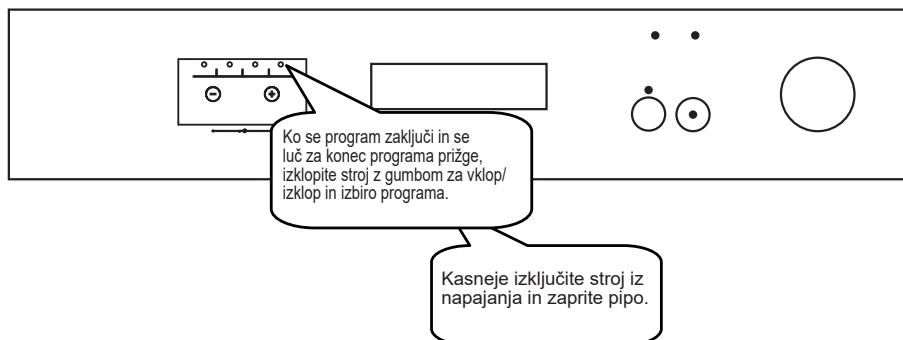 Ko se program zaključi in se
luč za konec programa prižge,
izklopite stroj z gumbom za vklop/
izklop in izbiro programa.
Kasneje izključite stroj iz
napajanja in zaprite pipo.